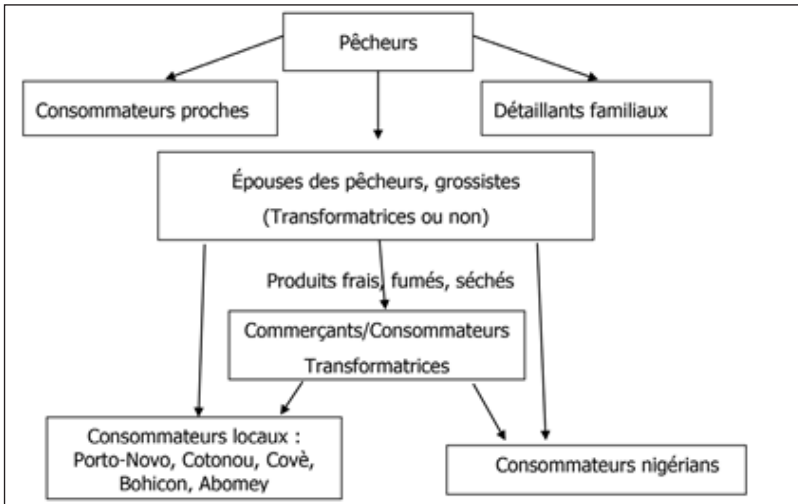 Pêcheurs
Consommateurs proches
Détaillants familiaux
Épouses des pêcheurs, grossistes
(Transformatrices ou non)
Produits frais, fumés, séchés
Commerçants/Consommateurs
Transformatrices
Consommateurs locaux :
Porto-Novo, Cotonou, Covè,
Bohicon, Abomey
Consommateurs nigérians